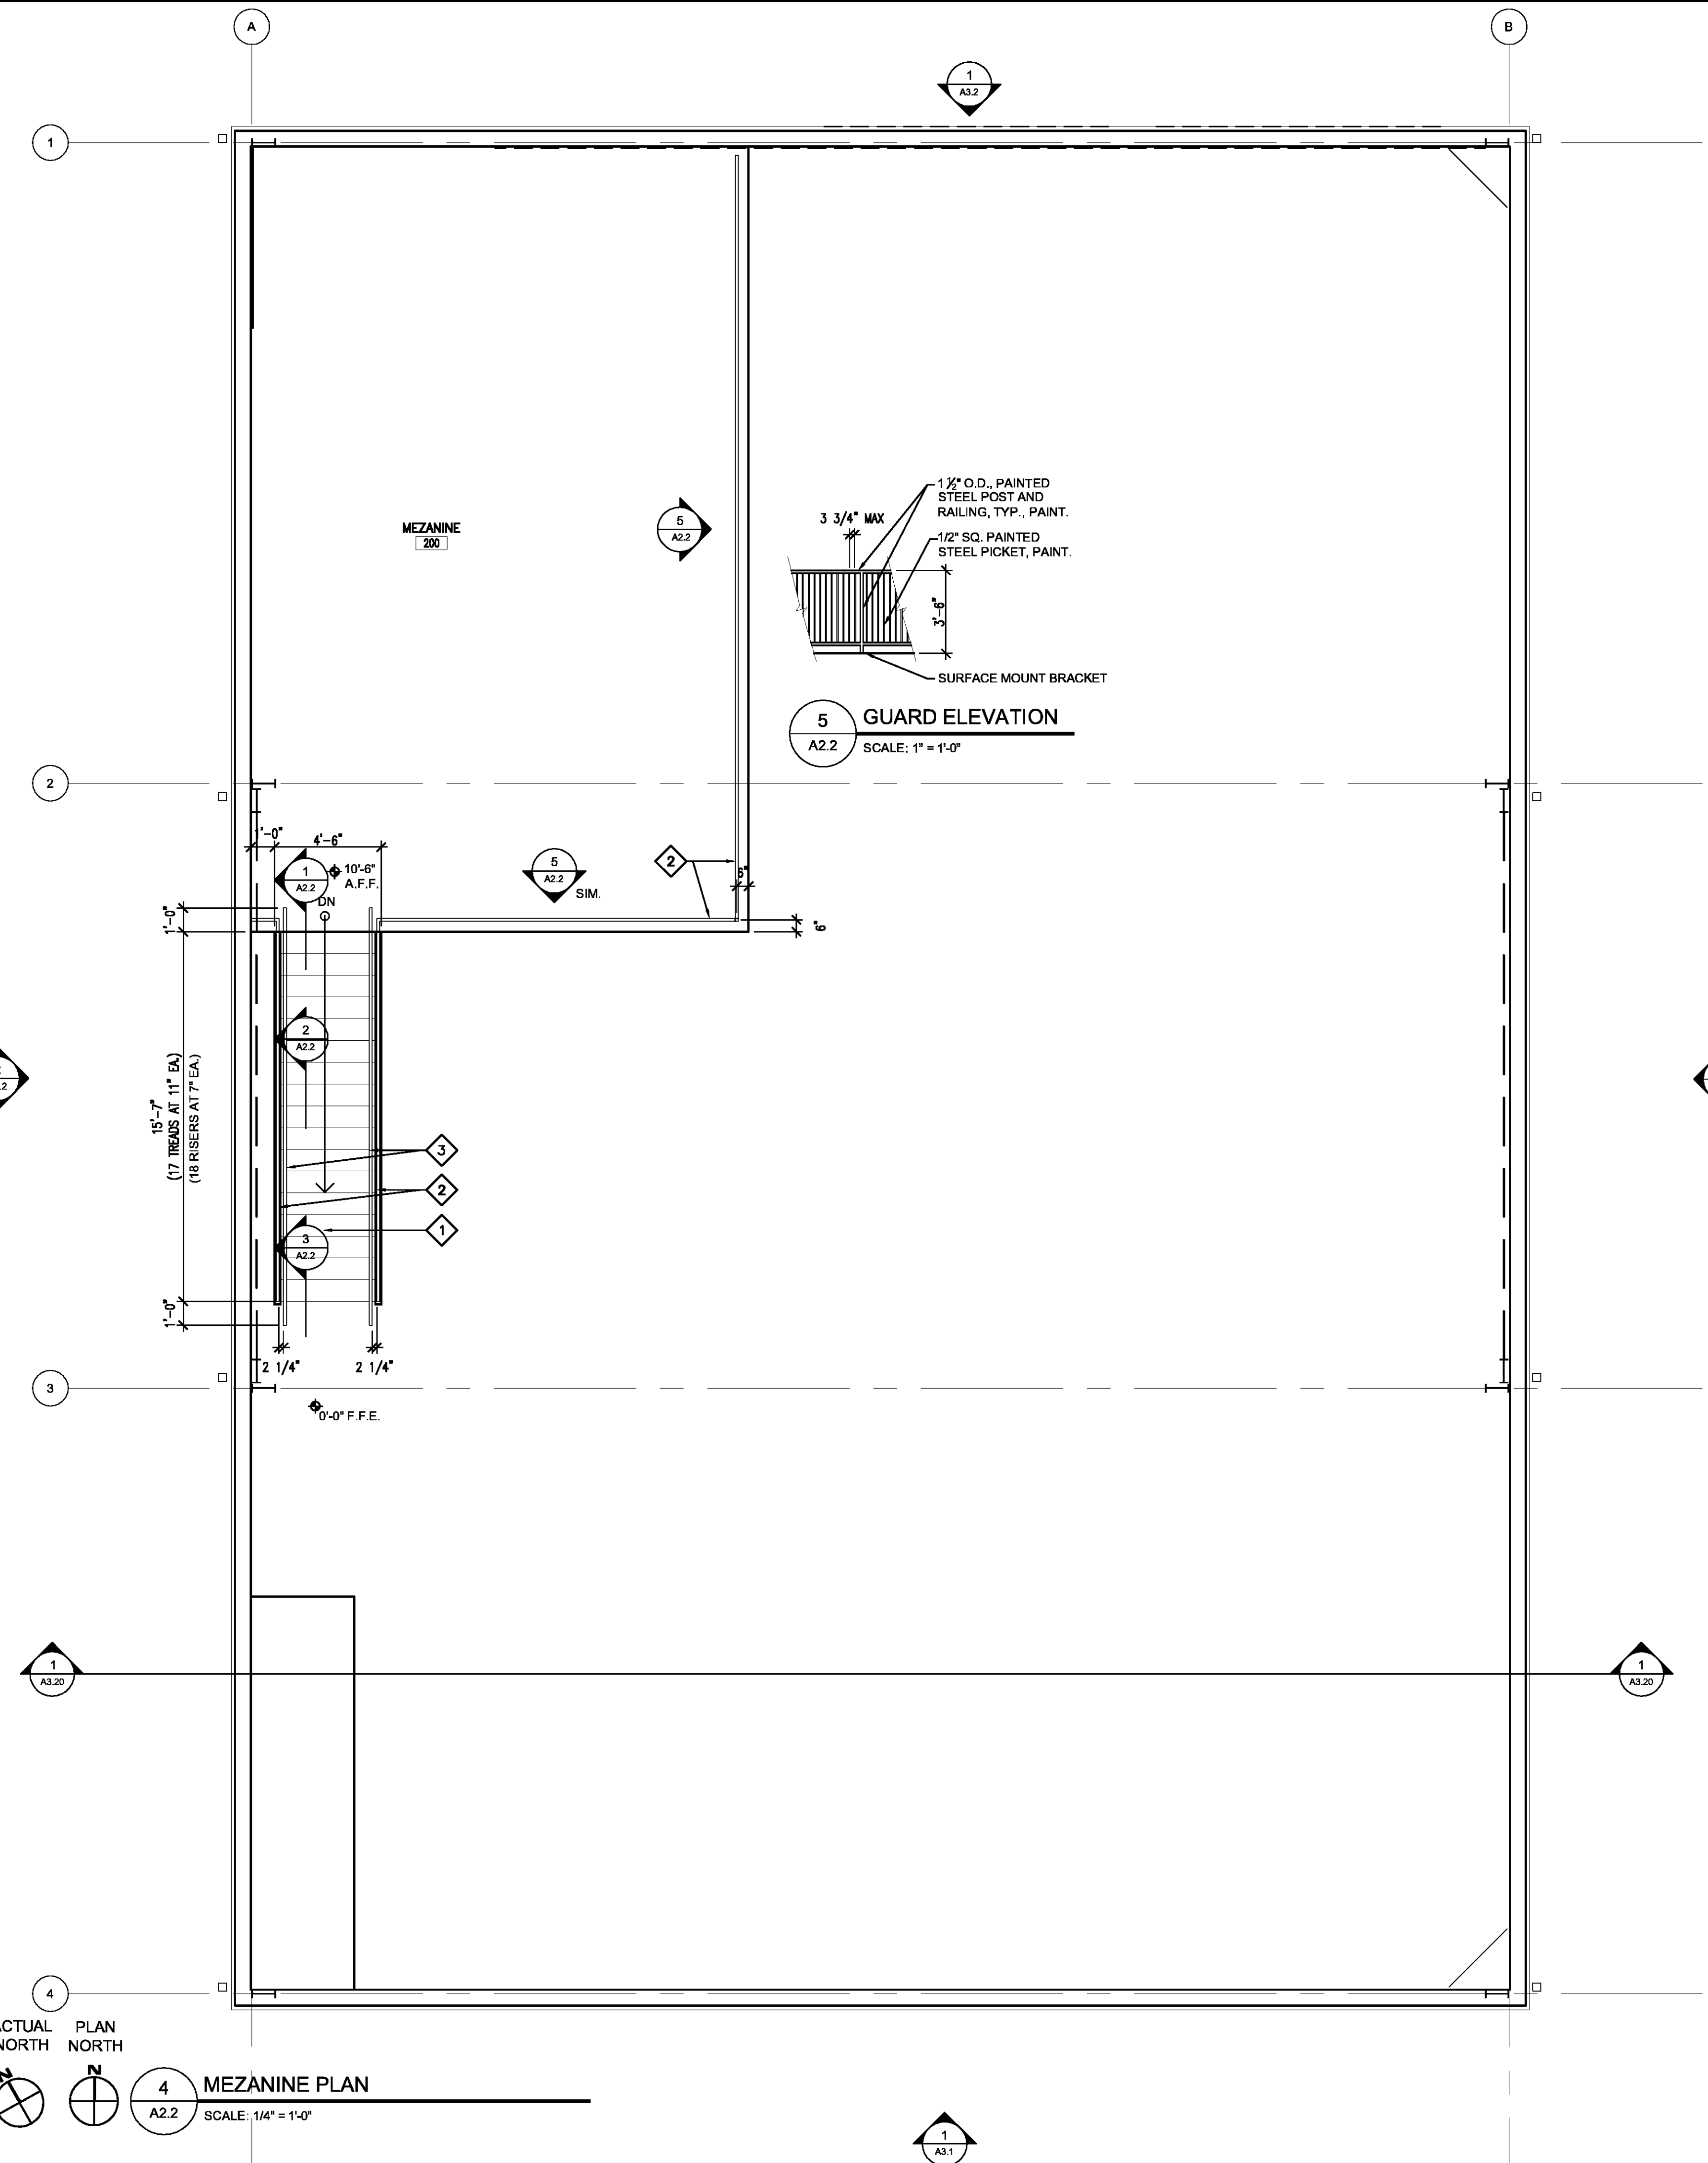 A
B
1
A3.2
1
MEZANINE
200
5
A2.2
3 3/4" MAX
1 ½" O.D., PAINTED
STEEL POST AND
RAILING, TYP., PAINT.
1/2" SQ. PAINTED
STEEL PICKET, PAINT.
3'-6"
SURFACE MOUNT BRACKET
5
A2.2
GUARD ELEVATION
SCALE: 1" = 1'-0"
2
'-0"
4'-6"
1
A2.2
10'-6"
A.F.F.
DN
5
A2.2
SIM.
2
6"
6"
1'-0"
2
A2.2
15'-7"
(17 TREADS AT 11" EA.)
(18 RISERS AT 7" EA.)
3
2
1
3
A2.2
1'-0"
2 1/4"
2 1/4"
3
0'-0" F.F.E.
1
A3.20
1
A3.20
4
ACTUAL
NORTH
PLAN
NORTH
N
N
4
A2.2
MEZANINE PLAN
SCALE: 1/4" = 1'-0"
1
A3.1